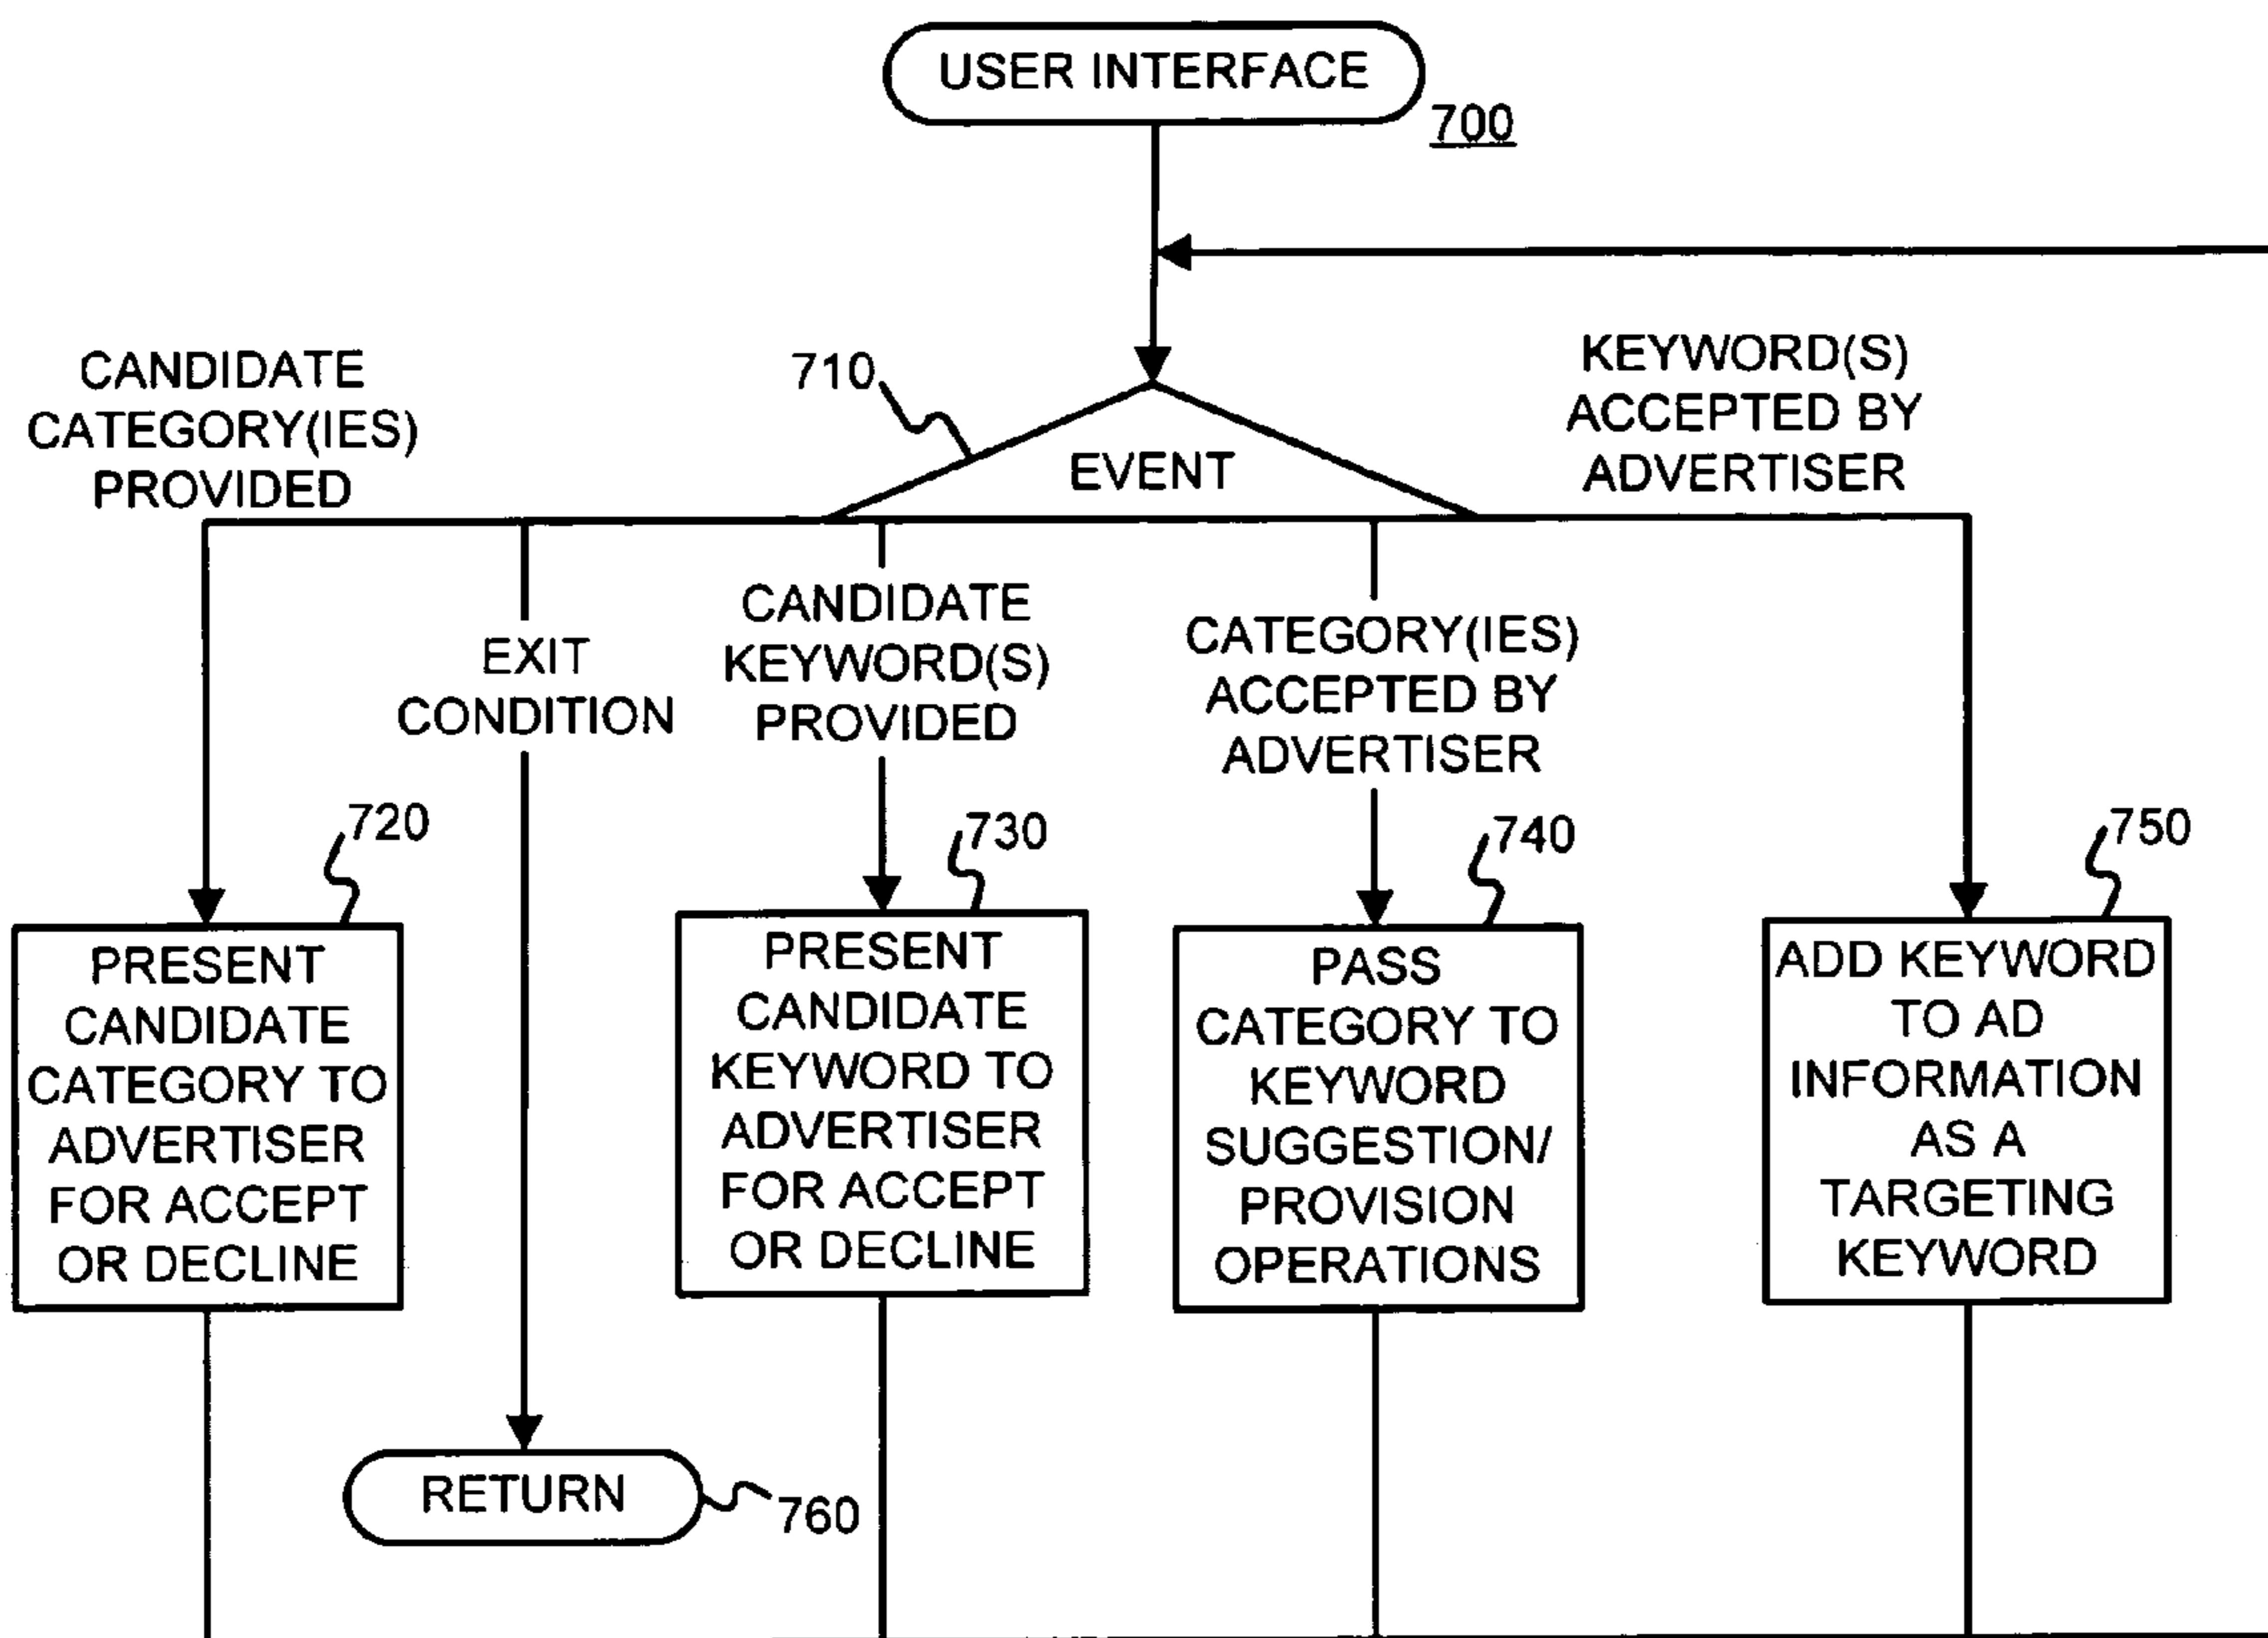 USER INTERFACE
700
710
EVENT
CANDIDATE
CATEGORY(IES)
PROVIDED
KEYWORD(S)
ACCEPTED BY
ADVERTISER
EXIT
CONDITION
CANDIDATE
KEYWORD(S)
PROVIDED
CATEGORY(IES)
ACCEPTED BY
ADVERTISER
720
PRESENT
CANDIDATE
CATEGORY TO
ADVERTISER
FOR ACCEPT
OR DECLINE
730
PRESENT
CANDIDATE
KEYWORD TO
ADVERTISER
FOR ACCEPT
OR DECLINE
740
PASS
CATEGORY TO
KEYWORD
SUGGESTION/
PROVISION
OPERATIONS
750
ADD KEYWORD
TO AD
INFORMATION
AS A
TARGETING
KEYWORD
RETURN
760